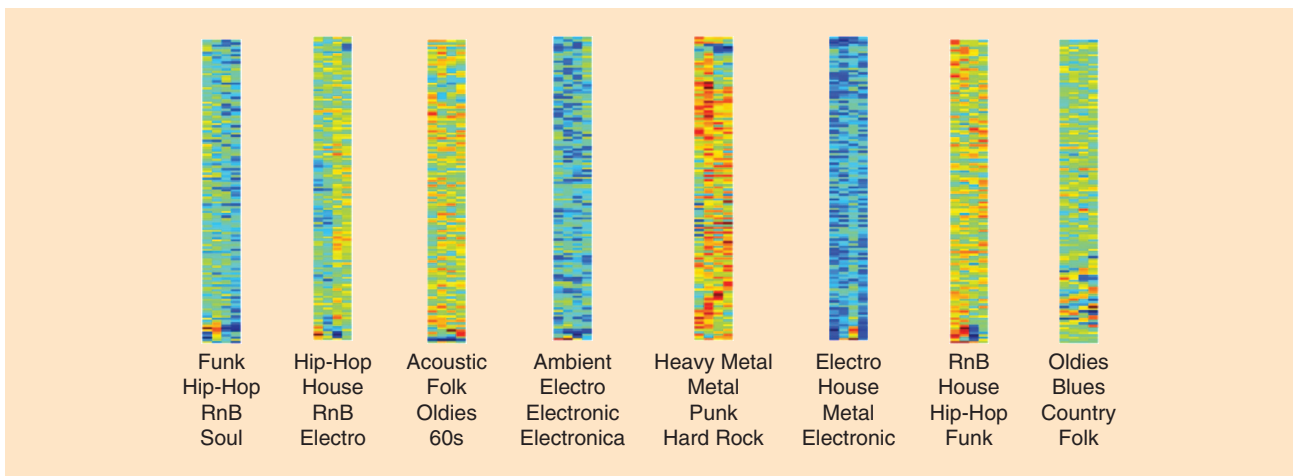 Funk
Hip-Hop
RnB
Soul
Hip-Hop
House
RnB
Electro
Acoustic
Folk
Oldies
60s
Ambient
Electro
Electronic
Electronica
Heavy Metal
Metal
Punk
Hard Rock
Electro
House
Metal
Electronic
RnB
House
Hip-Hop
Funk
Oldies
Blues
Country
Folk